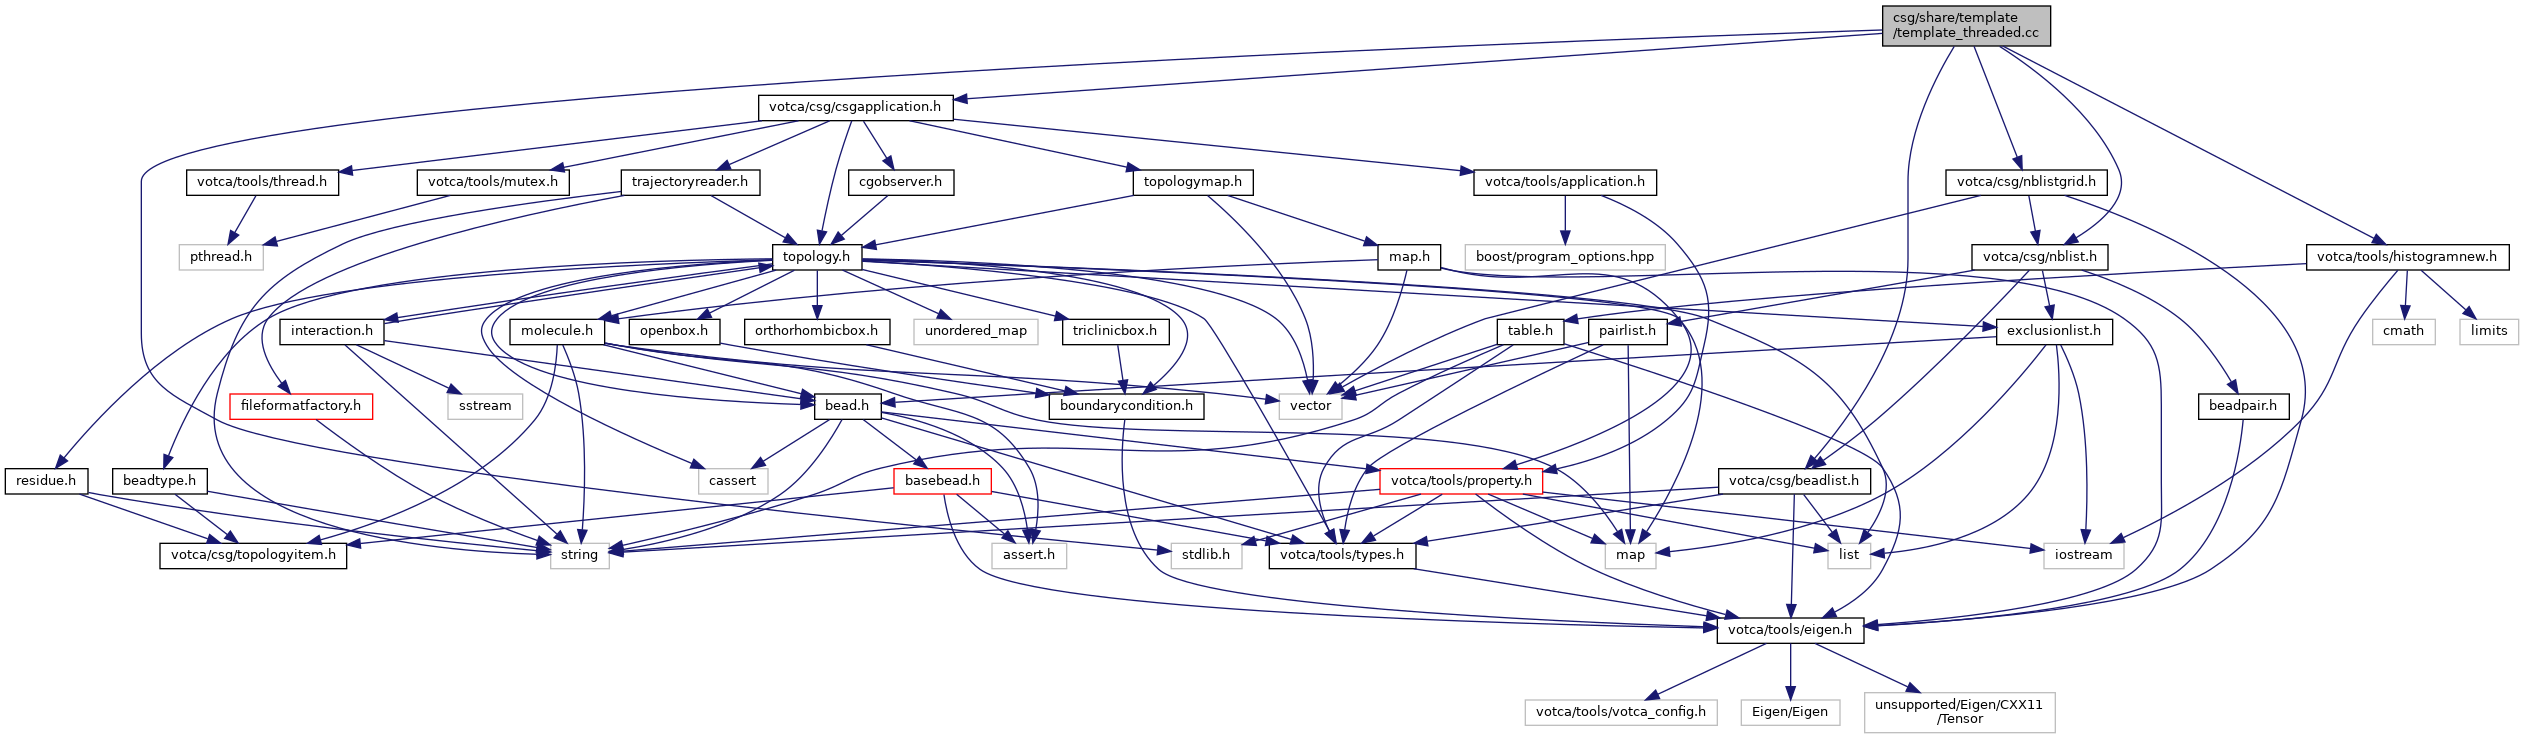 csg/share/template
/template_threaded.cc
votca/csg/csgapplication.h
votca/tools/thread.h
votca/tools/mutex.h
trajectoryreader.h
cgobserver.h
topologymap.h
votca/tools/application.h
votca/csg/nblistgrid.h
pthread.h
topology.h
map.h
boost/program_options.hpp
votca/csg/nblist.h
votca/tools/histogramnew.h
interaction.h
molecule.h
openbox.h
orthorhombicbox.h
unordered_map
triclinicbox.h
table.h
pairlist.h
exclusionlist.h
cmath
limits
fileformatfactory.h
sstream
bead.h
boundarycondition.h
vector
beadpair.h
residue.h
beadtype.h
cassert
basebead.h
votca/tools/property.h
votca/csg/beadlist.h
votca/csg/topologyitem.h
string
assert.h
stdlib.h
votca/tools/types.h
map
list
iostream
votca/tools/eigen.h
votca/tools/votca_config.h
Eigen/Eigen
unsupported/Eigen/CXX11
/Tensor